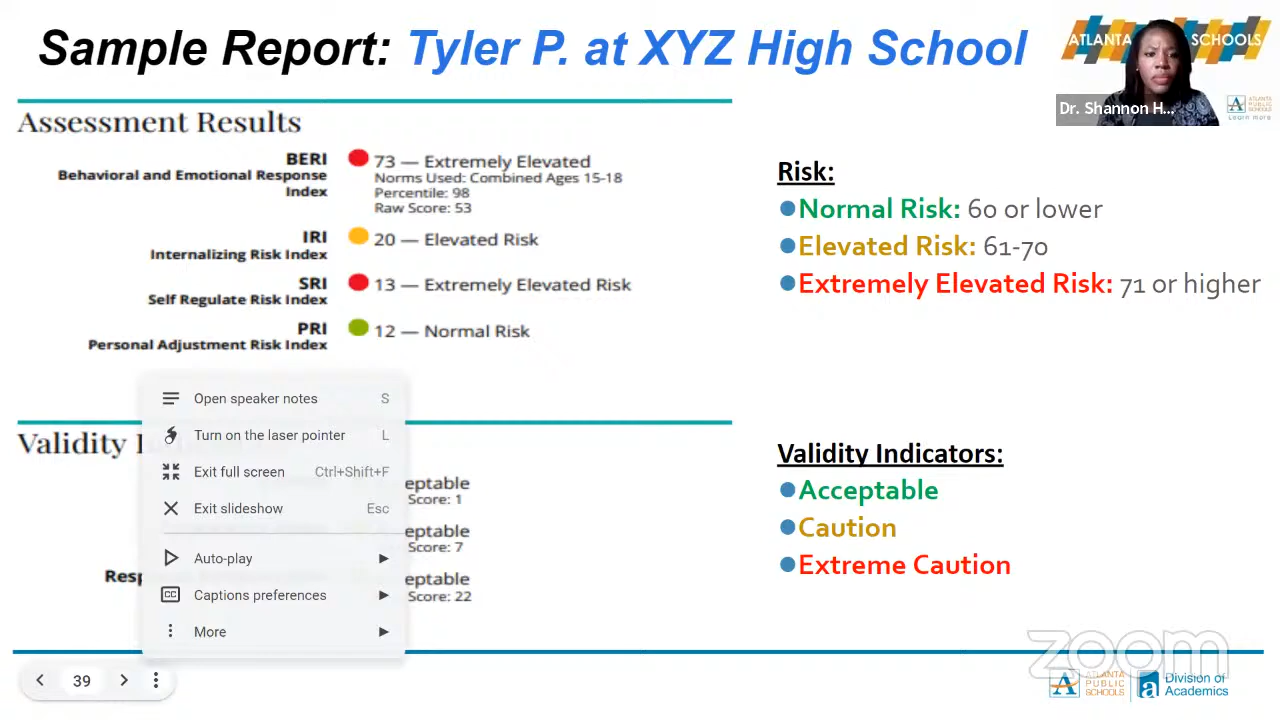 Sample Report: Tyler P. at XYZ High School
ATLANTA SCHOOLS
Dr. Shannon H...
ATLANTA PUBLIC SCHOOLS
Learn more
Assessment Results
BERI
Behavioral and Emotional Response
Index
73 — Extremely Elevated
Norms Used: Combined Ages 15-18
Percentile: 98
Raw Score: 53
IRI
Internalizing Risk Index
20 — Elevated Risk
SRI
Self Regulate Risk Index
13 — Extremely Elevated Risk
PRI
Personal Adjustment Risk Index
12 — Normal Risk
Risk:
Normal Risk: 60 or lower
Elevated Risk: 61-70
Extremely Elevated Risk: 71 or higher
Validity
eptable
Score: 1
eptable
Score: 7
Resp
eptable
Score: 22
Open speaker notes S
Turn on the laser pointer L
Exit full screen Ctrl+Shift+F
Exit slideshow Esc
Auto-play
Captions preferences
More
Validity Indicators:
Acceptable
Caution
Extreme Caution
39
zoom
ATLANTA
PUBLIC
SCHOOLS
Division of
Academics